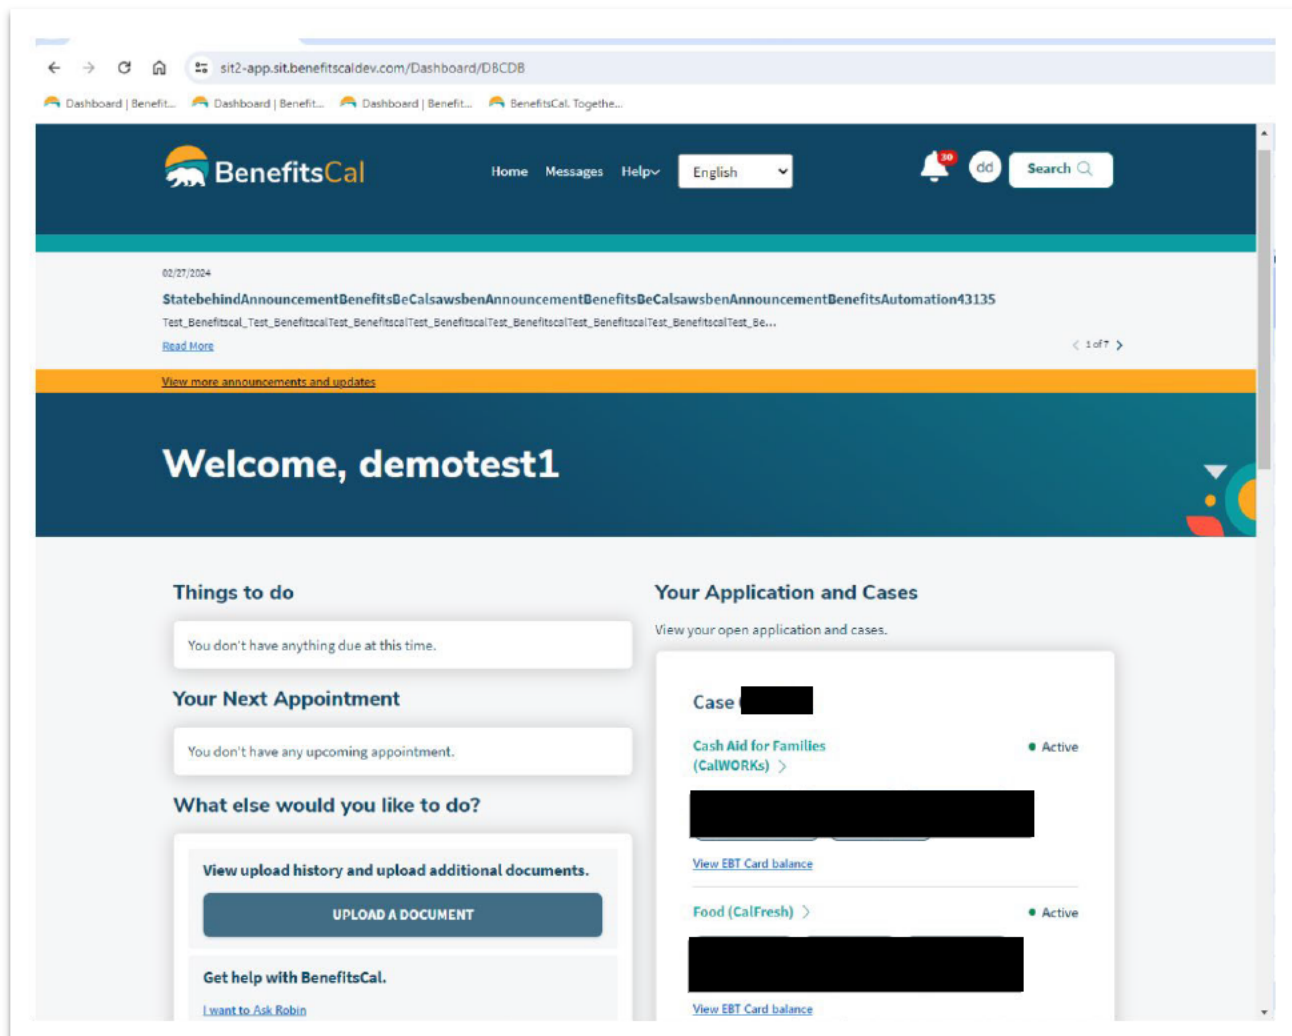 sit2-app.sit.benefitscaldev.com/Dashboard/DBCDB
Dashboard | Benefit... Dashboard | Benefit... Dashboard | Benefit... BenefitsCal. Togethe...
BenefitsCal Home Messages Help English 30 dd Search
02/27/2024
StatebehindAnnouncementBenefitsBeCalsawsbenAnnouncementBenefitsBeCalsawsbenAnnouncementBenefitsAutomation43135
Test_Benefitscal_Test_BenefitscalTest_BenefitscalTest_BenefitscalTest_BenefitscalTest_BenefitscalTest_BenefitscalTest_Be...
Read More 1 of 7
View more announcements and updates
Welcome, demotest1
Things to do
You don't have anything due at this time.
Your Next Appointment
You don't have any upcoming appointment.
What else would you like to do?
View upload history and upload additional documents.
UPLOAD A DOCUMENT
Get help with BenefitsCal.
I want to Ask Robin
Your Application and Cases
View your open application and cases.
Case
Cash Aid for Families Active
(CalWORKs)
View EBT Card balance
Food (CalFresh) Active
View EBT Card balance